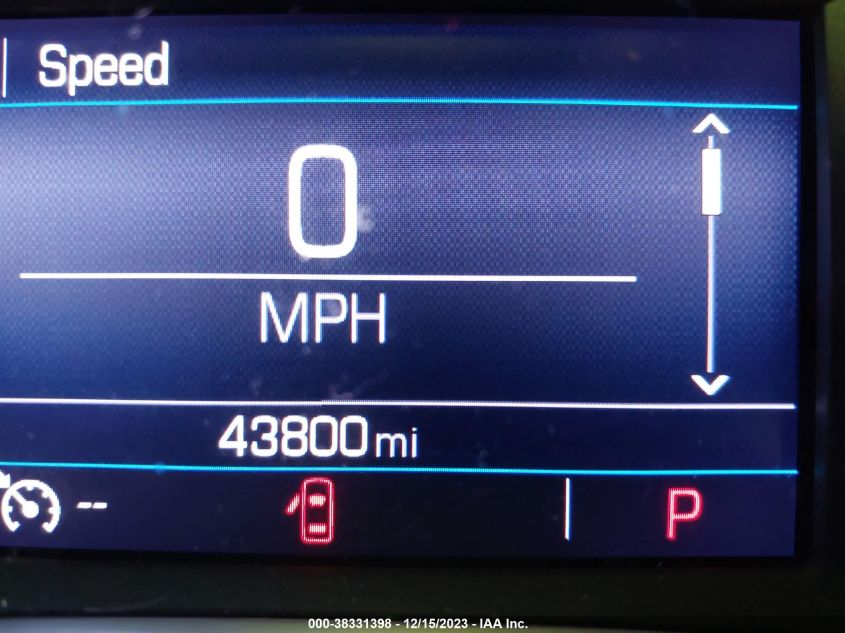 Speed
0
MPH
43800 mi
--
P
000-38331398 - 12/15/2023 - IAA Inc.